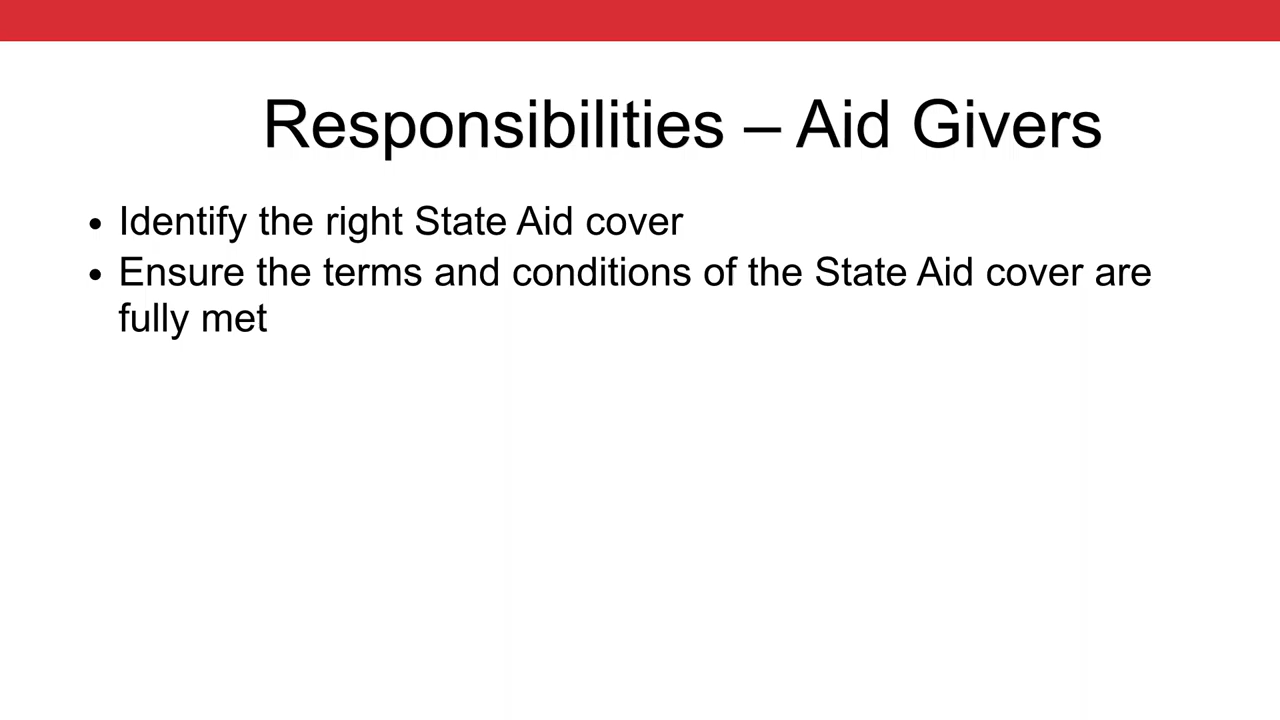 Responsibilities – Aid Givers
• Identify the right State Aid cover
• Ensure the terms and conditions of the State Aid cover are
fully met